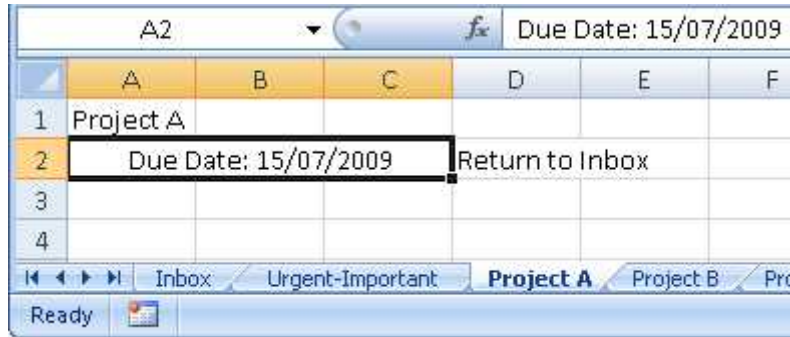 A2 fx Due Date: 15/07/2009
A B C D E F
1 Project A
2 Due Date: 15/07/2009 Return to Inbox
3
4
Inbox Urgent-Important Project A Project B Pro
Ready